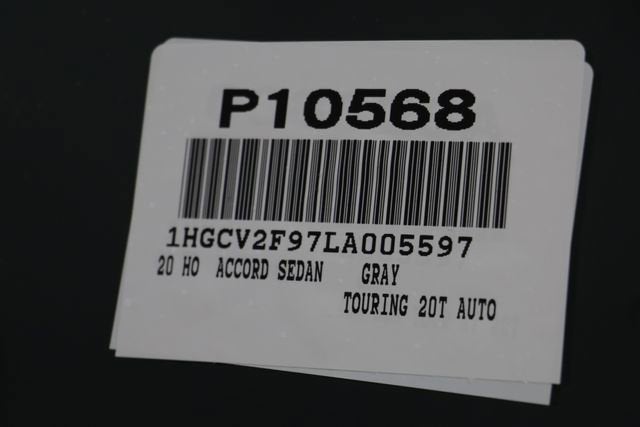 P10568
1HGCV2F97LA005597
20 HO ACCORD SEDAN GRAY
TOURING 20T AUTO